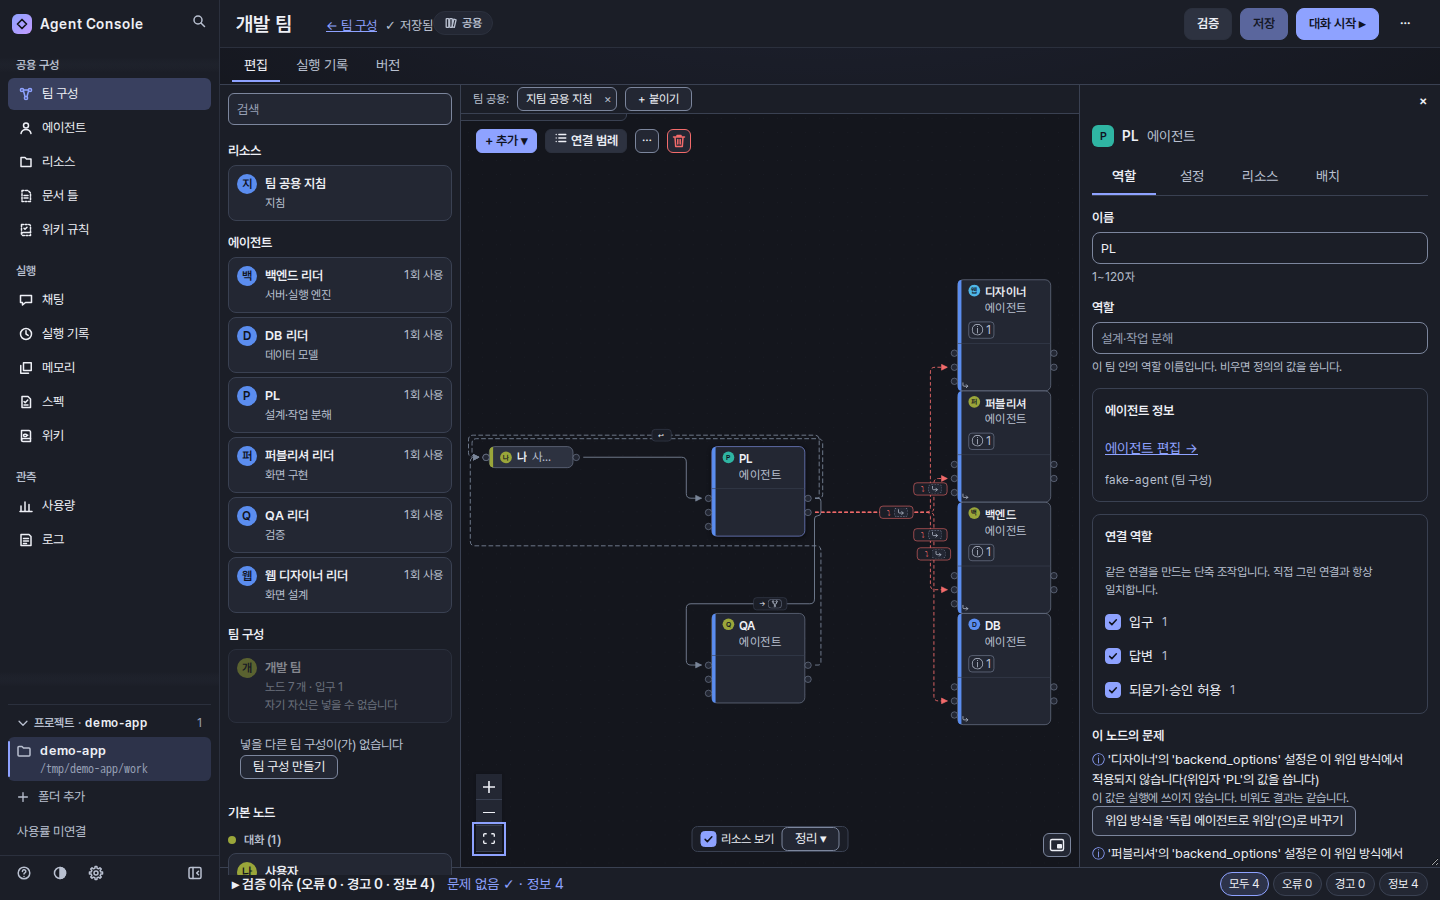 Agent Console
공용 구성
팀 구성
에이전트
리소스
문서 틀
위키 규칙
실행
채팅
실행 기록
메모리
스펙
위키
관측
사용량
로그
프로젝트 · demo-app 1
demo-app
/tmp/demo-app/work
폴더 추가
사용률 미연결
개발 팀
← 팀 구성 ✓ 저장됨
공용
검증
저장
대화 시작 ▸
···
편집 실행 기록 버전
검색
리소스
지
팀 공용 지침
지침
에이전트
백
백엔드 리더 1회 사용
서버·실행 엔진
D
DB 리더 1회 사용
데이터 모델
P
PL 1회 사용
설계·작업 분해
퍼
퍼블리셔 리더 1회 사용
화면 구현
Q
QA 리더 1회 사용
검증
웹
웹 디자이너 리더 1회 사용
화면 설계
팀 구성
개
개발 팀
노드 7개 · 입구 1
자기 자신은 넣을 수 없습니다
넣을 다른 팀 구성이(가) 없습니다
팀 구성 만들기
기본 노드
대화 (1)
나
사용자
팀 공용:
지팀 공용 지침 ×
+ 붙이기
+ 추가 ▾
연결 범례
···
나 나 사...
P PL
에이전트
Q QA
에이전트
웹 디자이너
에이전트
ⓘ 1
퍼 퍼블리셔
에이전트
ⓘ 1
백 백엔드
에이전트
ⓘ 1
D DB
에이전트
ⓘ 1
리소스 보기
정리 ▾
×
P PL 에이전트
역할 설정 리소스 배치
이름
PL
1~120자
역할
설계·작업 분해
이 팀 안의 역할 이름입니다. 비우면 정의의 값을 씁니다.
에이전트 정보
에이전트 편집 →
fake-agent (팀 구성)
연결 역할
같은 연결을 만드는 단축 조작입니다. 직접 그린 연결과 항상
일치합니다.
입구 1
답변 1
되묻기·승인 허용 1
이 노드의 문제
ⓘ '디자이너'의 'backend_options' 설정은 이 위임 방식에서
적용되지 않습니다(위임자 'PL'의 값을 씁니다)
이 값은 실행에 쓰이지 않습니다. 비워도 결과는 같습니다.
위임 방식을 '독립 에이전트로 위임'(으)로 바꾸기
ⓘ '퍼블리셔'의 'backend_options' 설정은 이 위임 방식에서
▸ 검증 이슈 (오류 0 · 경고 0 · 정보 4) 문제 없음 ✓ · 정보 4
모두 4 오류 0 경고 0 정보 4